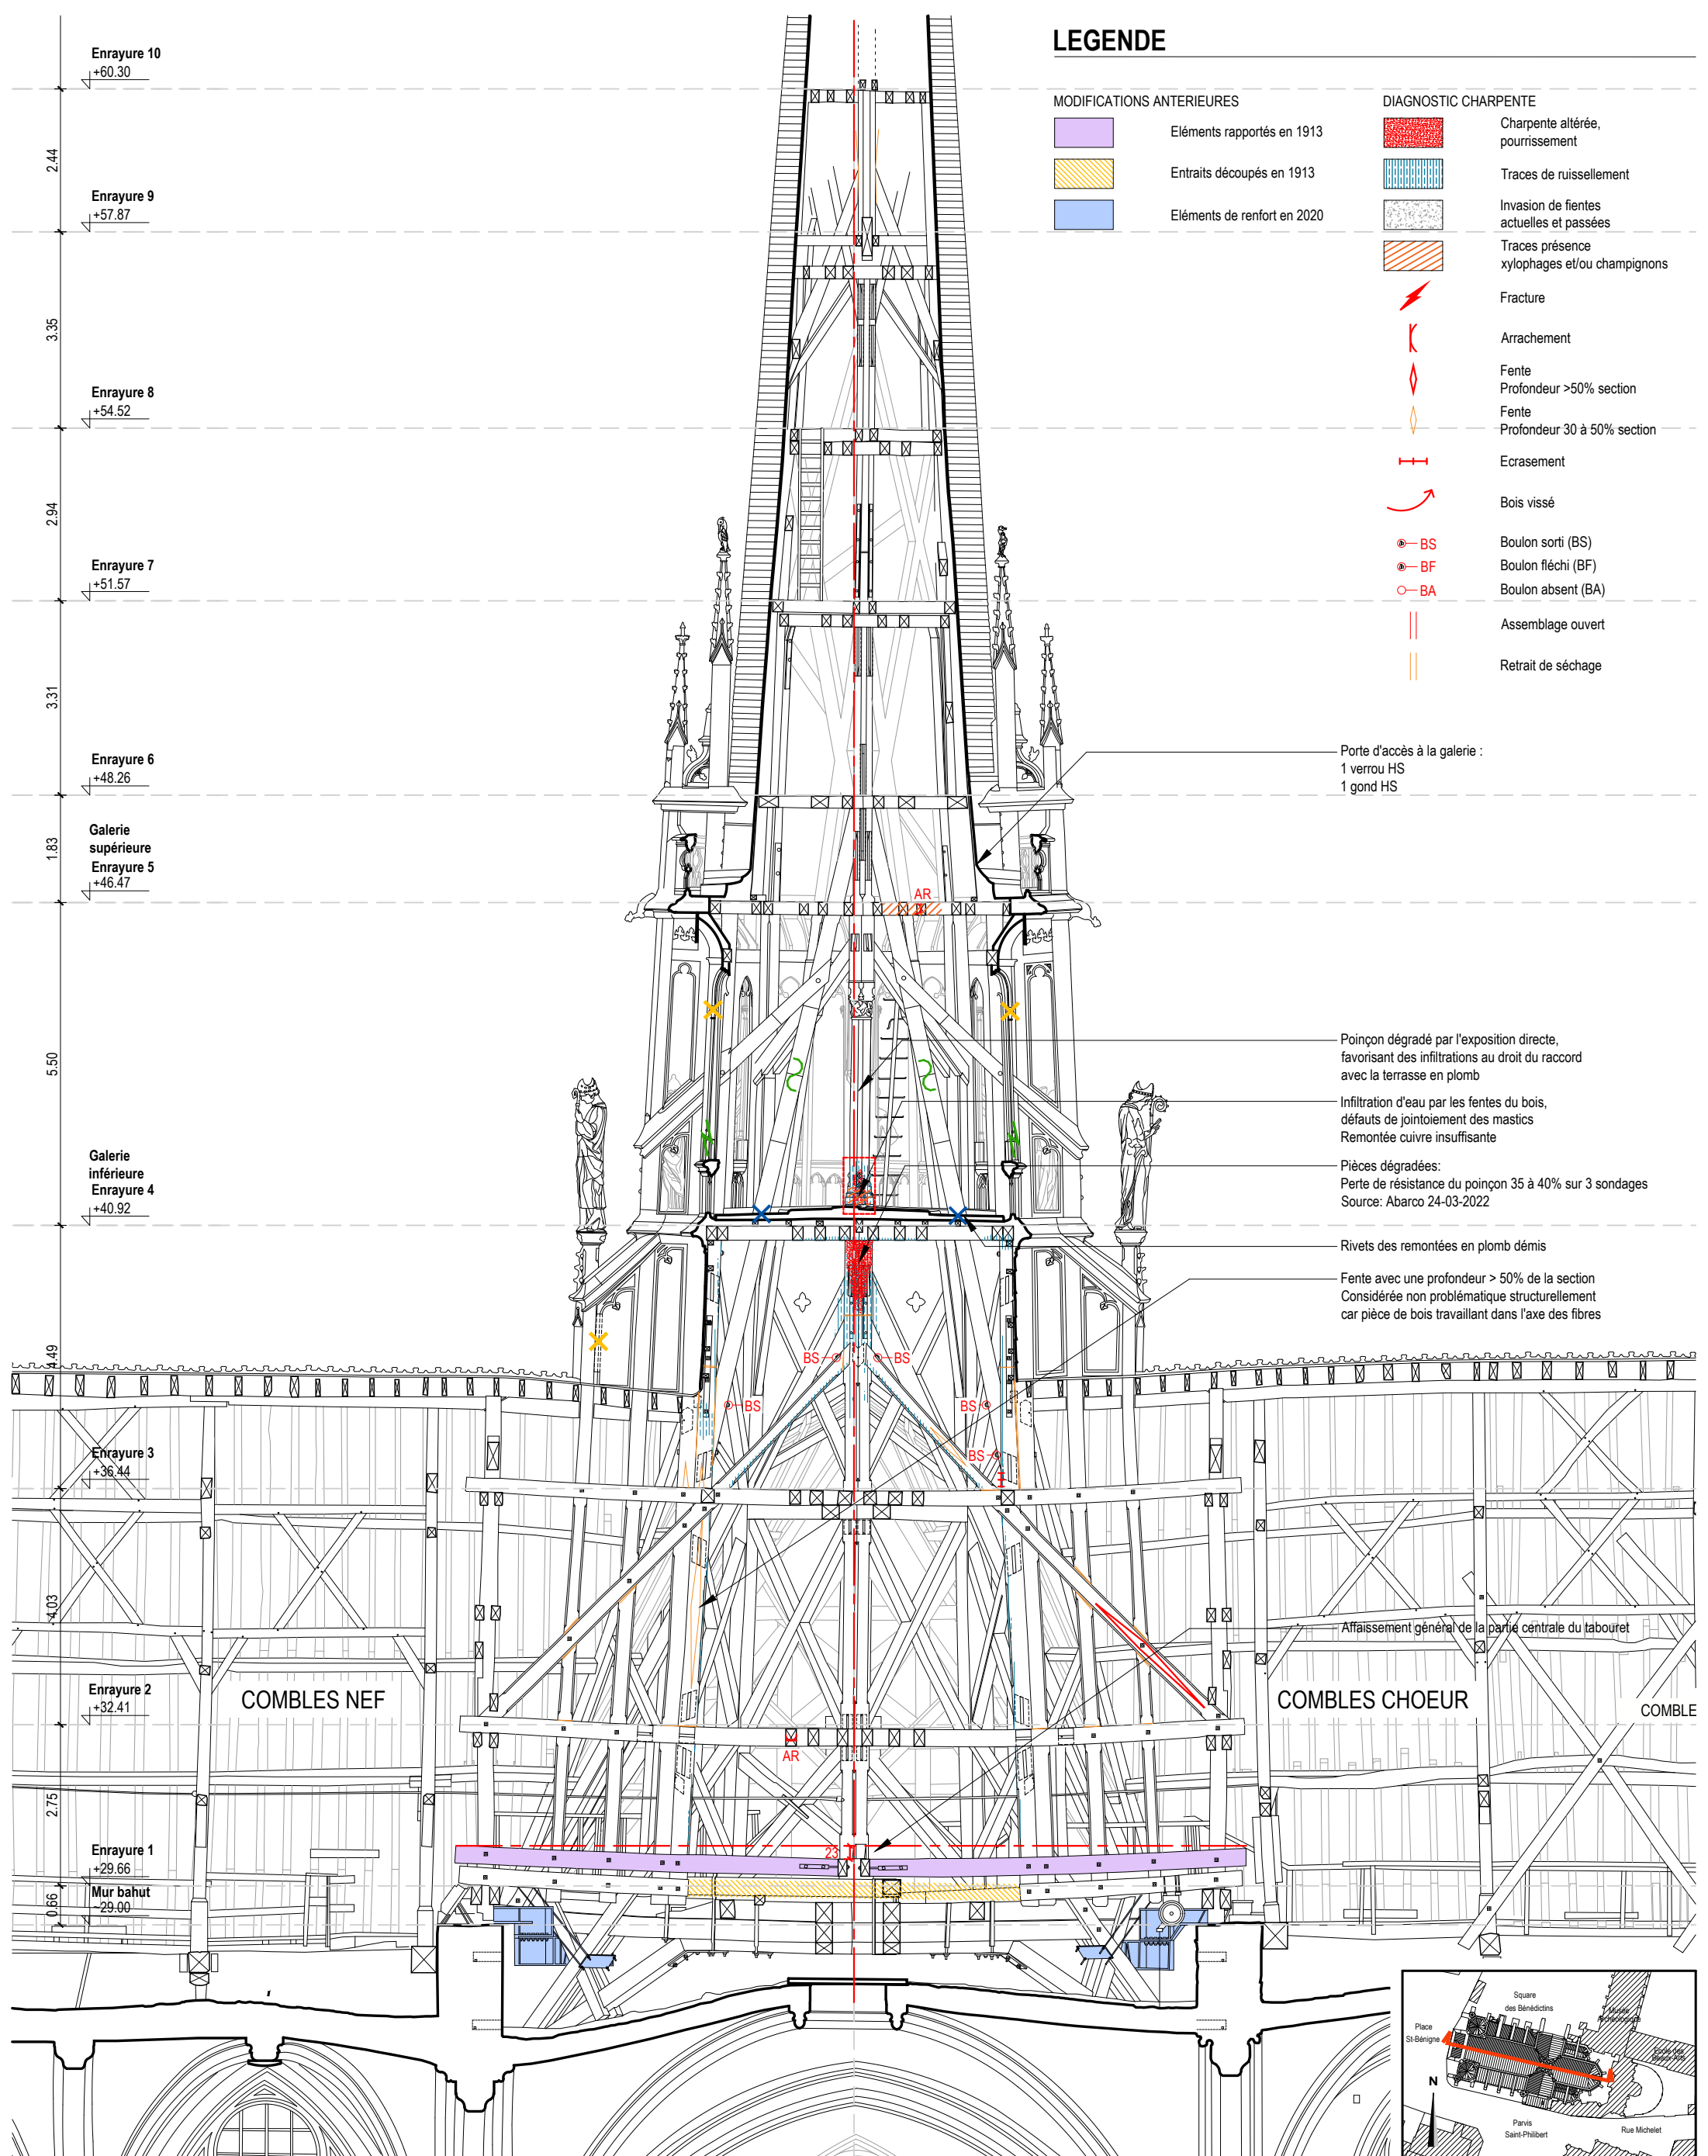 LEGENDE
MODIFICATIONS ANTERIEURES
Eléments rapportés en 1913
Entraits découpés en 1913
Eléments de renfort en 2020
DIAGNOSTIC CHARPENTE
Charpente altérée,
pourrissement
Traces de ruissellement
Invasion de fientes
actuelles et passées
Traces présence
xylophages et/ou champignons
Fracture
Arrachement
Fente
Profondeur >50% section
Fente
Profondeur 30 à 50% section
Ecrasement
Bois vissé
BS
Boulon sorti (BS)
BF
Boulon fléchi (BF)
BA
Boulon absent (BA)
Assemblage ouvert
Retrait de séchage
Enrayure 10
+60.30
2.44
Enrayure 9
+57.87
3.35
Enrayure 8
+54.52
2.94
Enrayure 7
+51.57
3.31
Enrayure 6
+48.26
1.83
Galerie
supérieure
Enrayure 5
+46.47
5.50
Galerie
inférieure
Enrayure 4
+40.92
4.49
Enrayure 3
+36.44
4.03
Enrayure 2
+32.41
2.75
Enrayure 1
+29.66
0.66
Mur bahut
~29.00
Porte d'accès à la galerie :
1 verrou HS
1 gond HS
AR
Poinçon dégradé par l'exposition directe,
favorisant des infiltrations au droit du raccord
avec la terrasse en plomb
Infiltration d'eau par les fentes du bois,
défauts de jointoiement des mastics
Remontée cuivre insuffisante
Pièces dégradées:
Perte de résistance du poinçon 35 à 40% sur 3 sondages
Source: Abarco 24-03-2022
Rivets des remontées en plomb démis
Fente avec une profondeur > 50% de la section
Considérée non problématique structurellement
car pièce de bois travaillant dans l'axe des fibres
BS
BS
BS
BS
BS
Affaissement général de la partie centrale du tabouret
COMBLES NEF
COMBLES CHOEUR
COMBLE
AR
23
Square
des Bénédictins
Place
St-Bénigne
Musée
Archéologique
Ecole des
Beaux-Arts
N
Parvis
Saint-Philibert
Rue Michelet